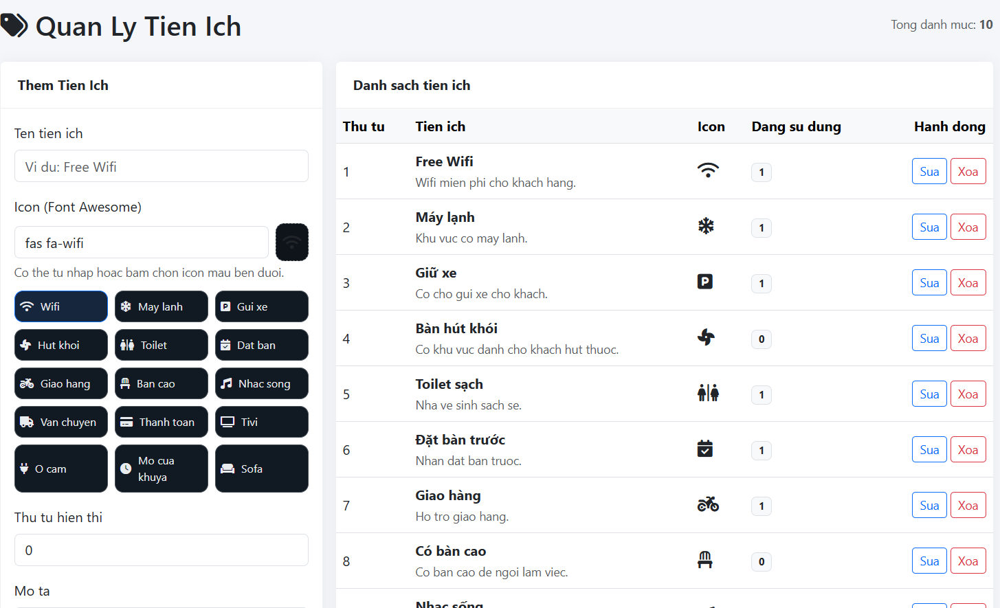 Quan Ly Tien Ich
Tong danh muc: 10
Them Tien Ich
Ten tien ich
Vi du: Free Wifi
Icon (Font Awesome)
fas fa-wifi
Co the tu nhap hoac bam chon icon mau ben duoi.
Wifi
May lanh
Gui xe
Hut khoi
Toilet
Dat ban
Giao hang
Ban cao
Nhac song
Van chuyen
Thanh toan
Tivi
O cam
Mo cua
khuya
Sofa
Thu tu hien thi
0
Mo ta
Danh sach tien ich
Thu tu Tien ich Icon Dang su dung Hanh dong
1 Free Wifi 1 Sua Xoa
Wifi mien phi cho khach hang.
2 Máy lạnh 1 Sua Xoa
Khu vuc co may lanh.
3 Giữ xe 1 Sua Xoa
Co cho gui xe cho khach.
4 Bàn hút khói 0 Sua Xoa
Co khu vuc danh cho khach hut thuoc.
5 Toilet sạch 1 Sua Xoa
Nha ve sinh sach se.
6 Đặt bàn trước 1 Sua Xoa
Nhan dat ban truoc.
7 Giao hàng 1 Sua Xoa
Ho tro giao hang.
8 Có bàn cao 0 Sua Xoa
Co ban cao de ngoi lam viec.
Nhạc sống